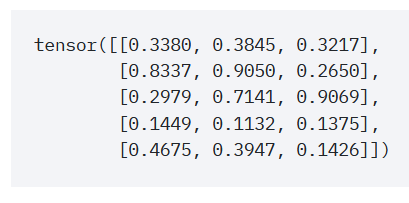 tensor([[0.3380, 0.3845, 0.3217],
        [0.8337, 0.9050, 0.2650],
        [0.2979, 0.7141, 0.9069],
        [0.1449, 0.1132, 0.1375],
        [0.4675, 0.3947, 0.1426]])